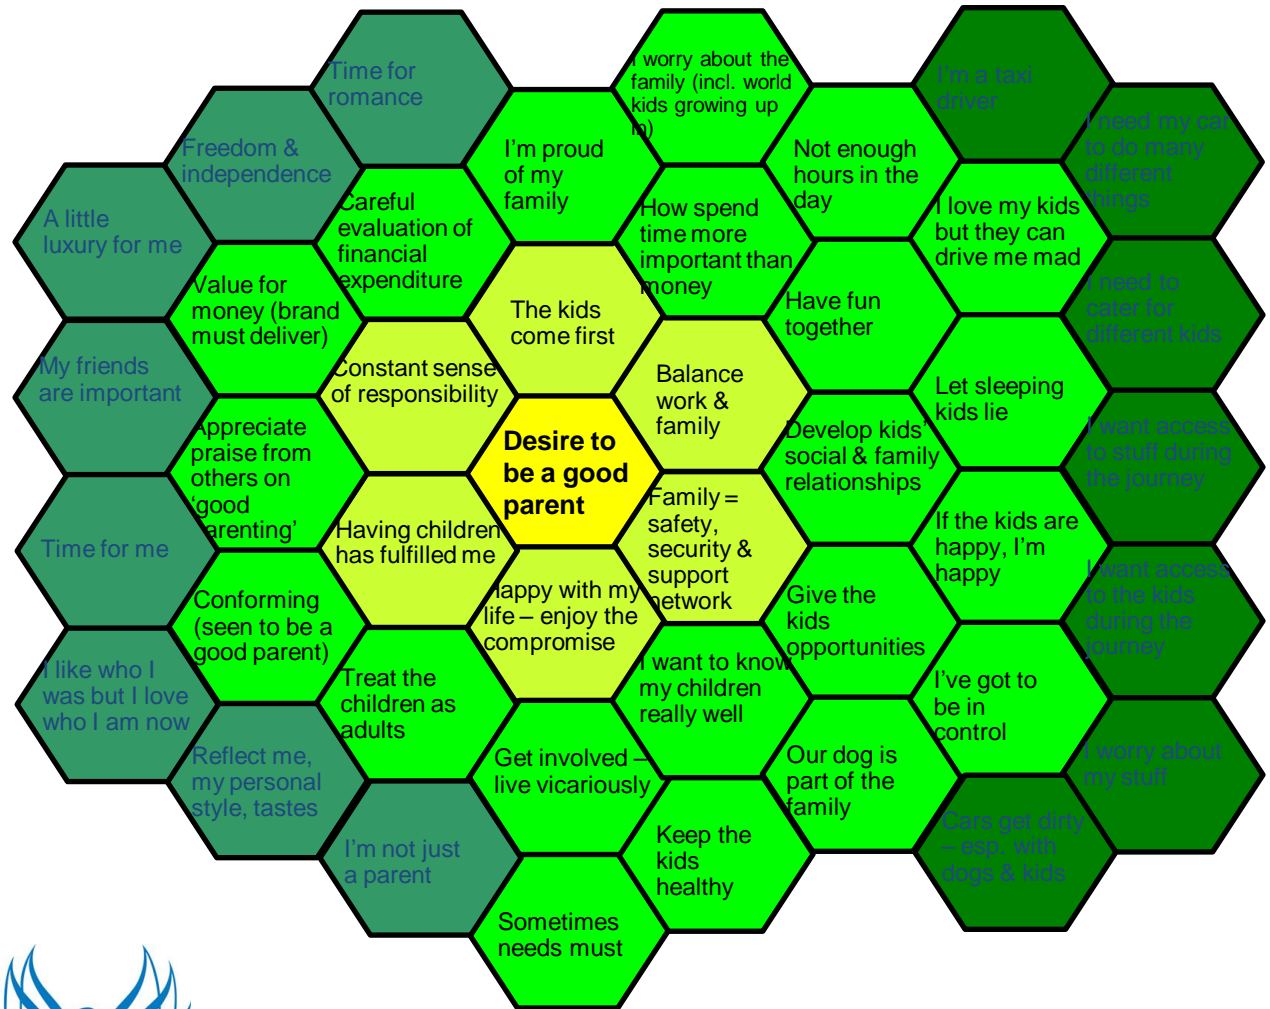 Time for
romance
I worry about the
family (incl. world
kids growing up
in)
I'm a taxi
driver
Freedom &
independence
I'm proud
of my
family
Not enough
hours in the
day
I need my car
to do many
different
things
A little
luxury for me
Careful
evaluation of
financial
expenditure
How spend
time more
important than
money
I love my kids
but they can
drive me mad
Value for
money (brand
must deliver)
The kids
come first
Have fun
together
I need to
cater for
different kids
My friends
are important
Constant sense
of responsibility
Balance
work &
family
Let sleeping
kids lie
Appreciate
praise from
others on
‘good
parenting’
Desire to
be a good
parent
Develop kids’
social & family
relationships
I want access
to stuff during
the journey
Time for me
Having children
has fulfilled me
Family =
safety,
security &
support
network
If the kids are
happy, I'm
happy
I want access
to the kids
during the
journey
Conforming
(seen to be a
good parent)
Happy with my
life – enjoy the
compromise
Give the
kids
opportunities
I like who I
was but I love
who I am now
Treat the
children as
adults
I want to know
my children
really well
I've got to
be in
control
Reflect me,
my personal
style, tastes
Get involved –
live vicariously
Our dog is
part of the
family
I worry about
my stuff
I'm not just
a parent
Keep the
kids
healthy
Cars get dirty
– esp. with
dogs & kids
Sometimes
needs must